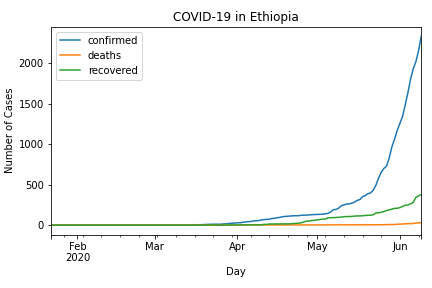 COVID-19 in Ethiopia
confirmed
deaths
recovered
Number of Cases
2000
1500
1000
500
0
Feb
2020
Mar
Apr
May
Jun
Day